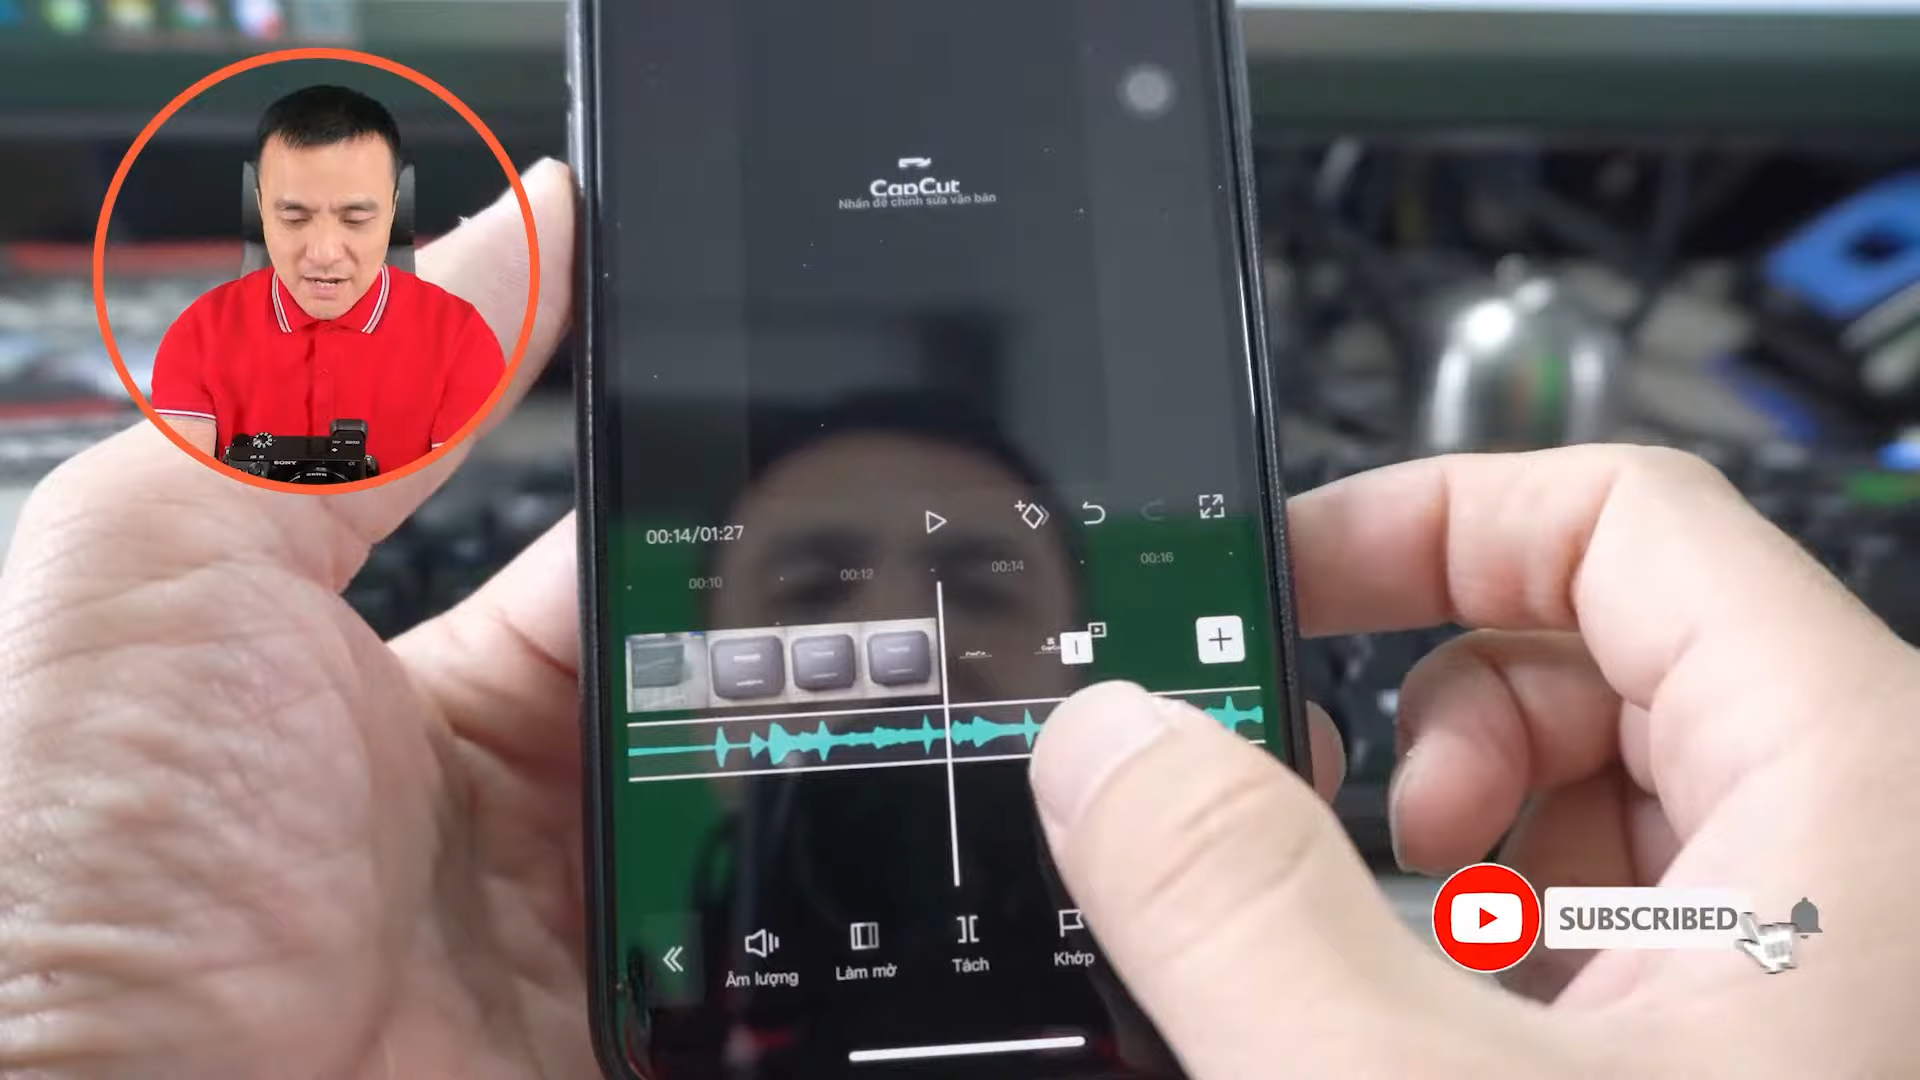 CapCut
Nhấn để chỉnh sửa văn bản
SONY
00:14/01:27
00:10
00:12
00:14
00:16
Âm lượng
Làm mờ
Tách
Khớp
SUBSCRIBED